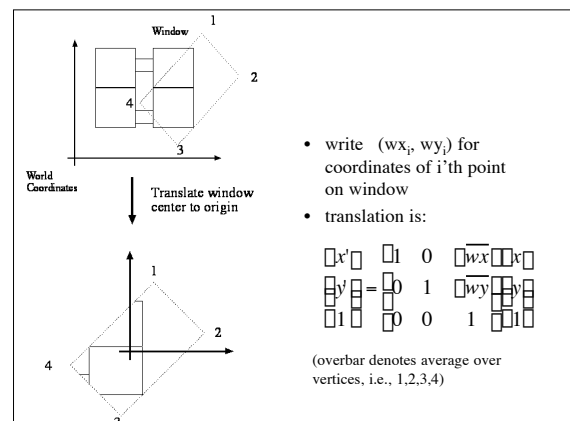 1
Window
2
4
3
World
Coordinates
Translate window
center to origin
1
2
4
• write (wxᵢ, wyᵢ) for
coordinates of i'th point
on window
• translation is:
x' 1 0 wx x
y' = 0 1 wy y
1 0 0 1 1
(overbar denotes average over
vertices, i.e., 1,2,3,4)